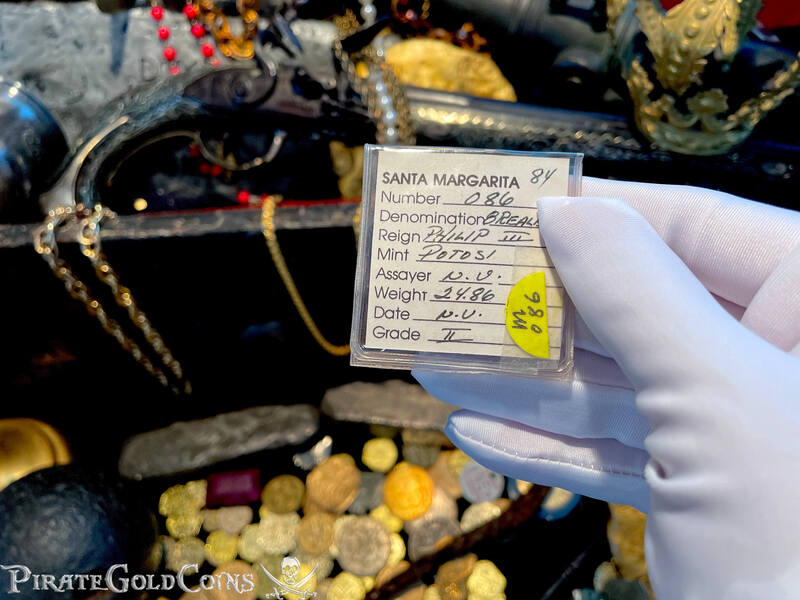 SANTA MARGARITA 84
Number 086
Denomination 8 REALE
Reign PHILIP III
Mint POTOSI
Assayer N.V.
Weight 24.86
Date N.V.
Grade II
M 086
PirateGoldCoins